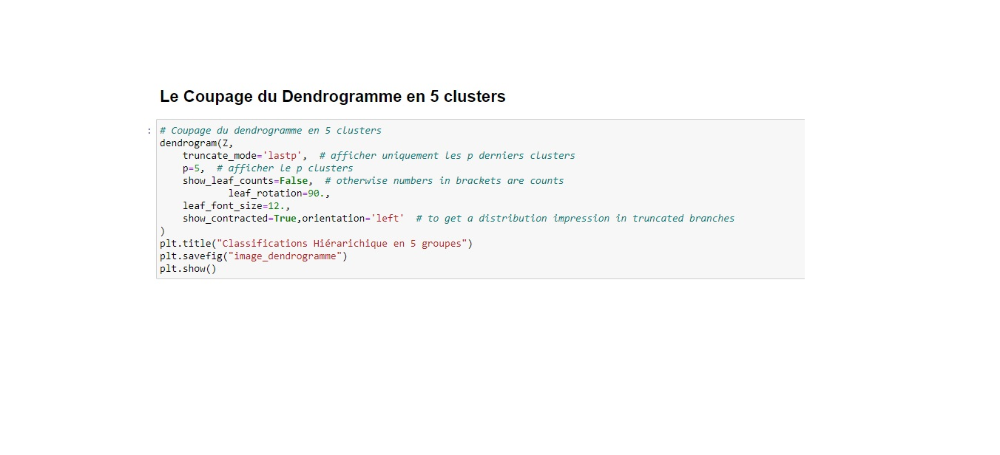 Le Coupage du Dendrogramme en 5 clusters
: # Coupage du dendrogramme en 5 clusters
dendrogram(Z,
    truncate_mode='lastp',  # afficher uniquement les p derniers clusters
    p=5,  # afficher le p clusters
    show_leaf_counts=False,  # otherwise numbers in brackets are counts
            leaf_rotation=90.,
    leaf_font_size=12.,
    show_contracted=True,orientation='left'  # to get a distribution impression in truncated branches
)
plt.title("Classifications Hiérarichique en 5 groupes")
plt.savefig("image_dendrogramme")
plt.show()